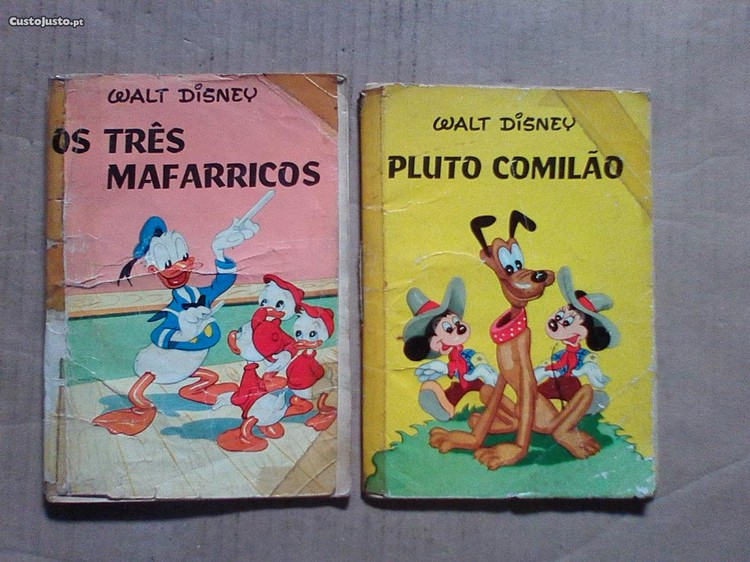 CustoJusto.pt
WALT DISNEY
OS TRÊS
MAFARRICOS
WALT DISNEY
PLUTO COMILÃO